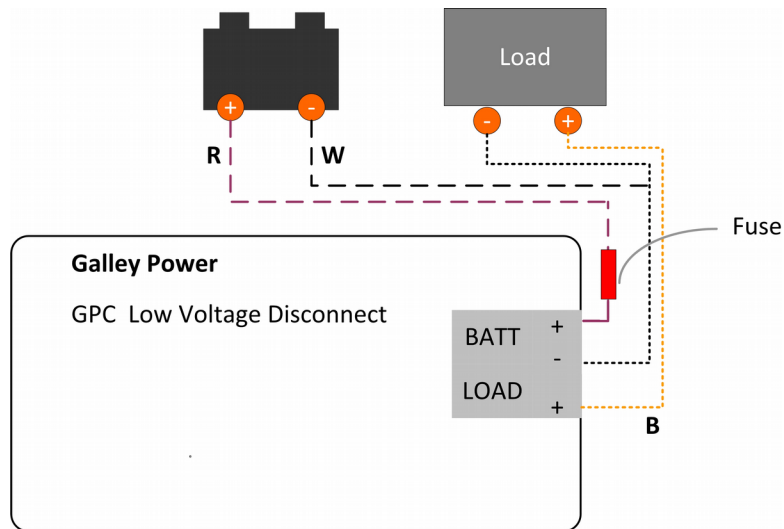 Load
+ - - +
R W
Fuse
Galley Power
GPC Low Voltage Disconnect
BATT +
-
LOAD +
B